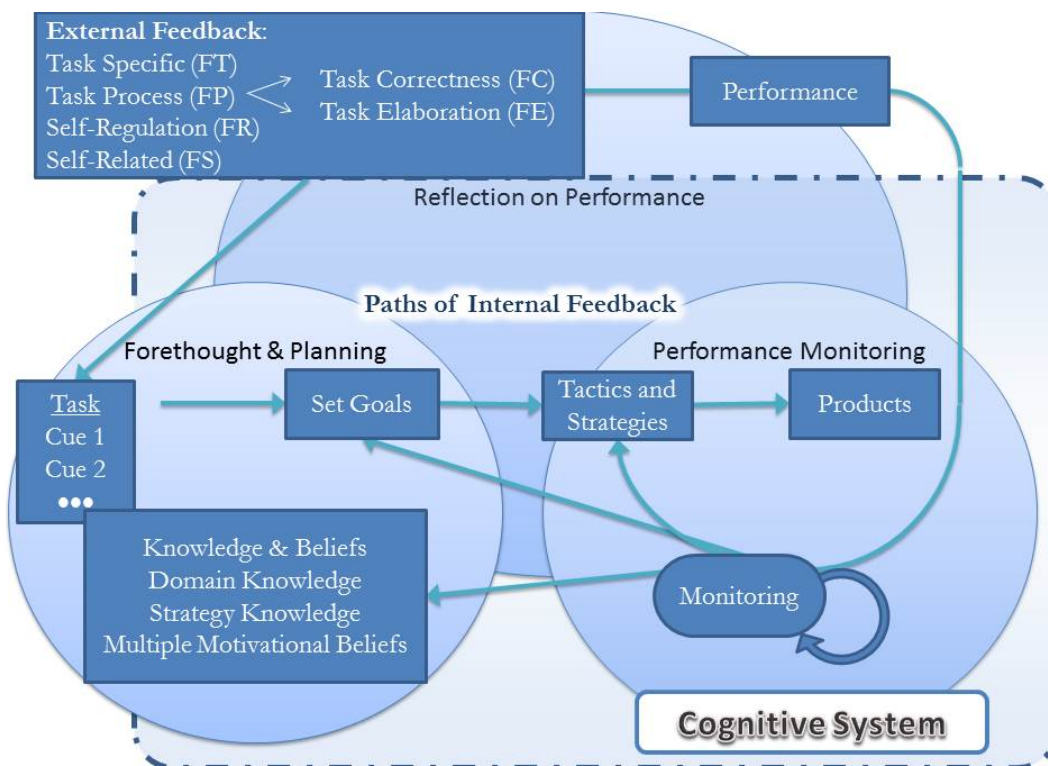 External Feedback:
Task Specific (FT)
Task Process (FP)
Self-Regulation (FR)
Self-Related (FS)
Task Correctness (FC)
Task Elaboration (FE)
Performance
Reflection on Performance
Paths of Internal Feedback
Forethought & Planning
Performance Monitoring
Task
Cue 1
Cue 2
•••
Set Goals
Tactics and
Strategies
Products
Knowledge & Beliefs
Domain Knowledge
Strategy Knowledge
Multiple Motivational Beliefs
Monitoring
Cognitive System